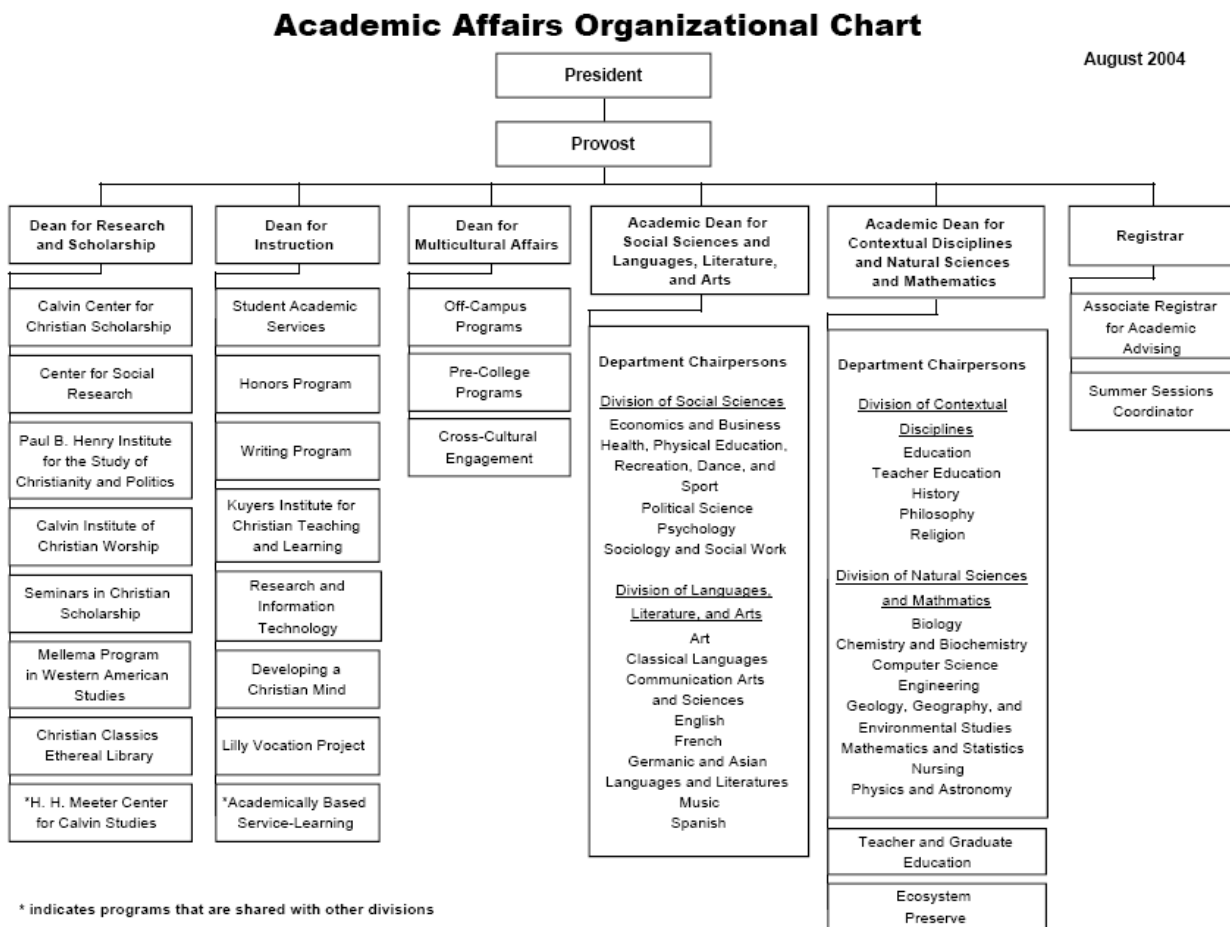 Academic Affairs Organizational Chart
August 2004
President
Provost
Dean for Research
and Scholarship
Dean for
Instruction
Dean for
Multicultural Affairs
Academic Dean for
Social Sciences and
Languages, Literature,
and Arts
Academic Dean for
Contextual Disciplines
and Natural Sciences
and Mathematics
Registrar
Calvin Center for
Christian Scholarship
Center for Social
Research
Paul B. Henry Institute
for the Study of
Christianity and Politics
Calvin Institute of
Christian Worship
Seminars in Christian
Scholarship
Mellema Program
in Western American
Studies
Christian Classics
Ethereal Library
*H. H. Meeter Center
for Calvin Studies
Student Academic
Services
Honors Program
Writing Program
Kuyers Institute for
Christian Teaching
and Learning
Research and
Information
Technology
Developing a
Christian Mind
Lilly Vocation Project
*Academically Based
Service-Learning
Off-Campus
Programs
Pre-College
Programs
Cross-Cultural
Engagement
Department Chairpersons
Division of Social Sciences
Economics and Business
Health, Physical Education,
Recreation, Dance, and
Sport
Political Science
Psychology
Sociology and Social Work
Division of Languages,
Literature, and Arts
Art
Classical Languages
Communication Arts
and Sciences
English
French
Germanic and Asian
Languages and Literatures
Music
Spanish
Department Chairpersons
Division of Contextual
Disciplines
Education
Teacher Education
History
Philosophy
Religion
Division of Natural Sciences
and Mathmatics
Biology
Chemistry and Biochemistry
Computer Science
Engineering
Geology, Geography, and
Environmental Studies
Mathematics and Statistics
Nursing
Physics and Astronomy
Teacher and Graduate
Education
Ecosystem
Preserve
Associate Registrar
for Academic
Advising
Summer Sessions
Coordinator
* indicates programs that are shared with other divisions